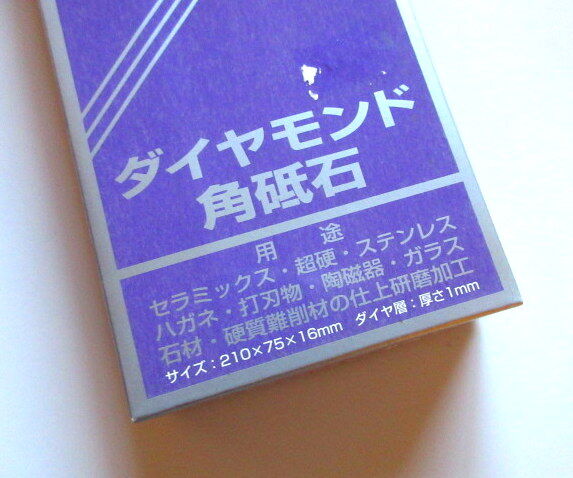 ダイヤモンド
角砥石
用　途
セラミックス・超硬・ステンレス
ハガネ・打刃物・陶磁器・ガラス
石材・硬質難削材の仕上研磨加工
サイズ：210×75×16mm ダイヤ層：厚さ1mm